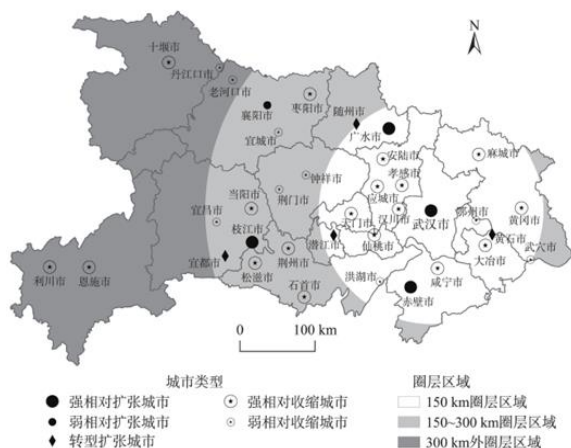 N
十堰市
丹江口市
老河口市
襄阳市
枣阳市
随州市
广水市
宜城市
安陆市
孝感市
麻城市
钟祥市
当阳市
荆门市
应城市
宜昌市
天门市
汉川市
武汉市
鄂州市
黄冈市
枝江市
潜江市
仙桃市
黄石市
武穴市
宜都市
荆州市
大冶市
松滋市
洪湖市
咸宁市
利川市
恩施市
石首市
赤壁市
0 100 km
城市类型 圈层区域
强相对扩张城市 强相对收缩城市 150 km圈层区域
弱相对扩张城市 弱相对收缩城市 150~300 km圈层区域
转型扩张城市 300 km外圈层区域